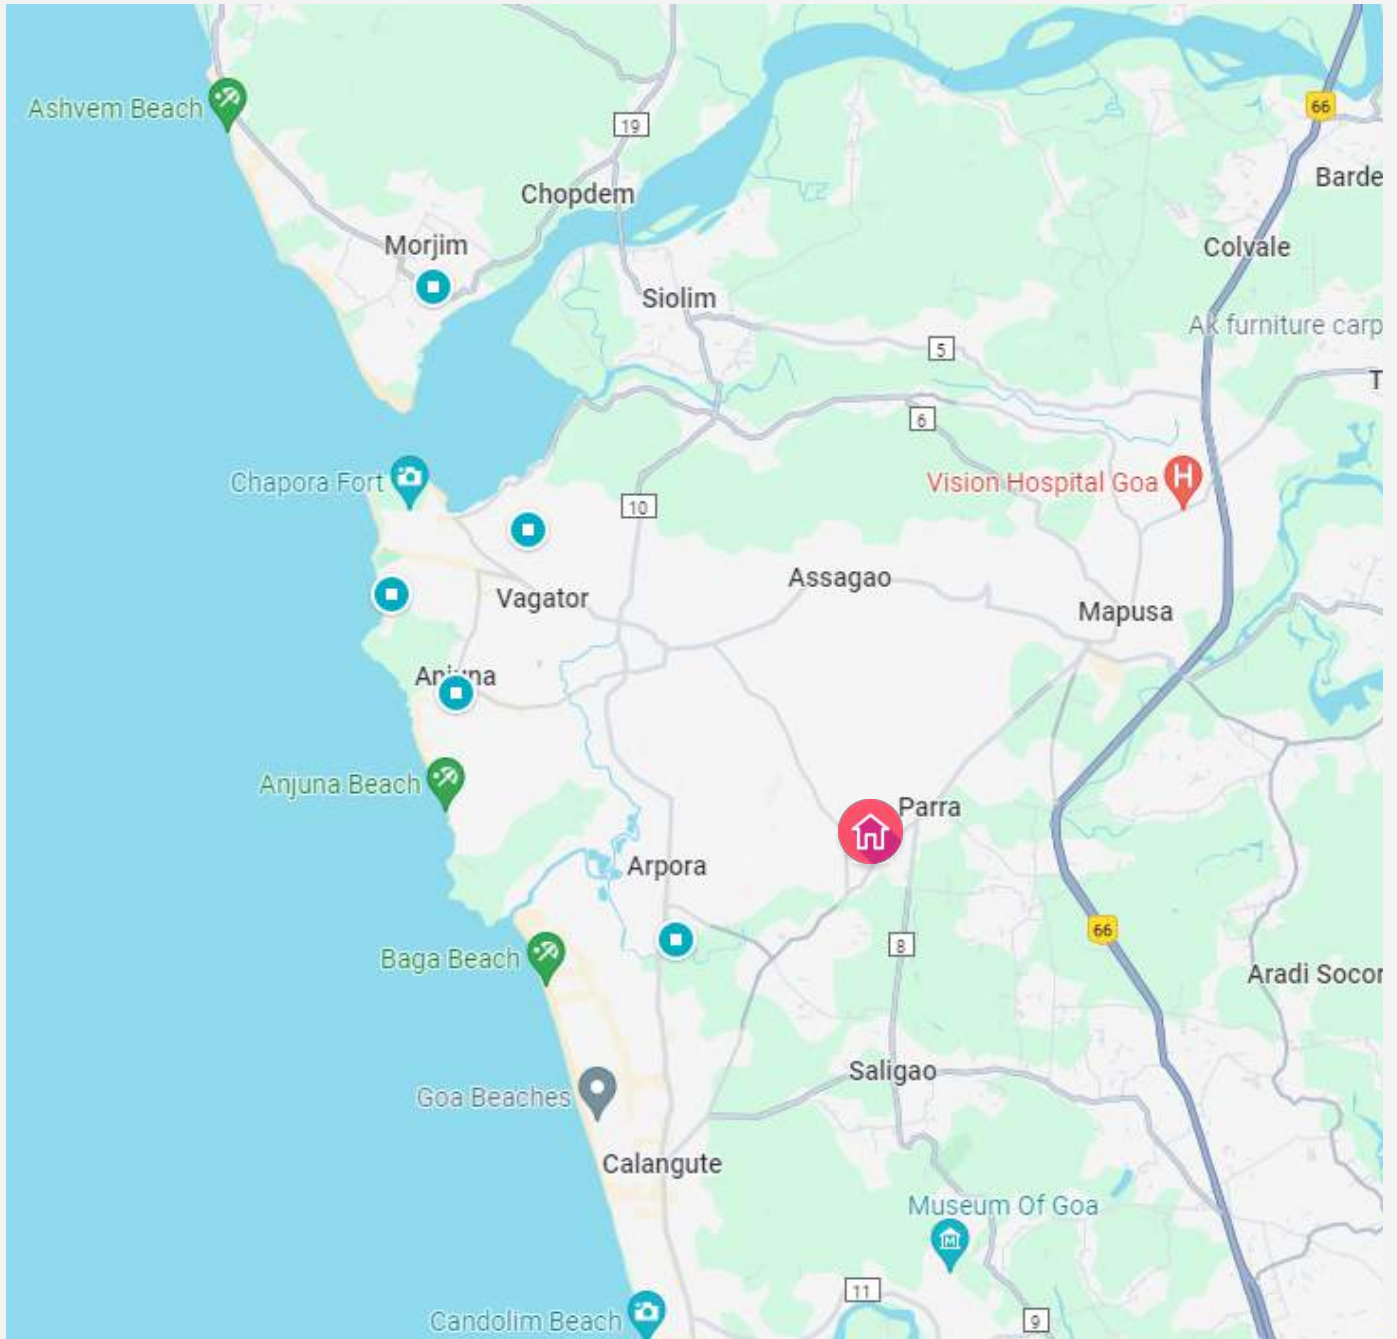 66
Ashvem Beach
19
Barde
Chopdem
Morjim
Colvale
Siolim
Ak furniture carp
5
T
6
Chapora Fort
Vision Hospital Goa
H
10
Assagao
Vagator
Mapusa
Anjuna
Anjuna Beach
Parra
Arpora
66
8
Baga Beach
Aradi Socor
Saligao
Goa Beaches
Calangute
Museum Of Goa
M
11
Candolim Beach
9